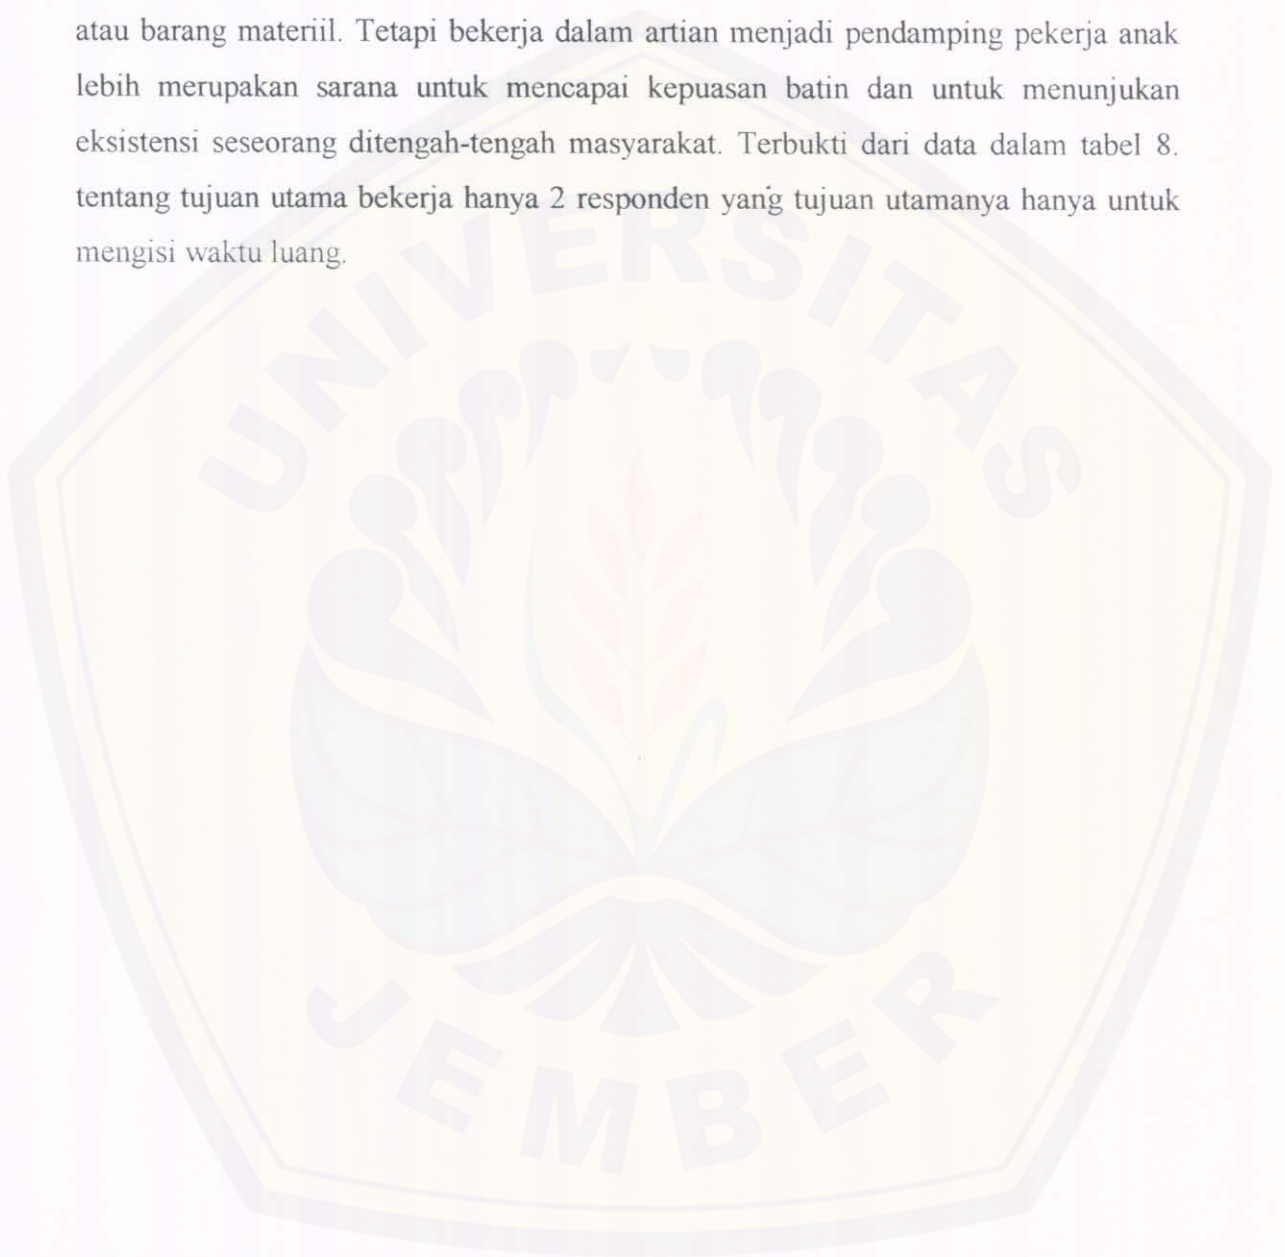 atau barang materiil. Tetapi bekerja dalam artian menjadi pendamping pekerja anak
lebih merupakan sarana untuk mencapai kepuasan batin dan untuk menunjukan
eksistensi seseorang ditengah-tengah masyarakat. Terbukti dari data dalam tabel 8.
tentang tujuan utama bekerja hanya 2 responden yang tujuan utamanya hanya untuk
mengisi waktu luang.
UNIVERSITAS
JEMBER